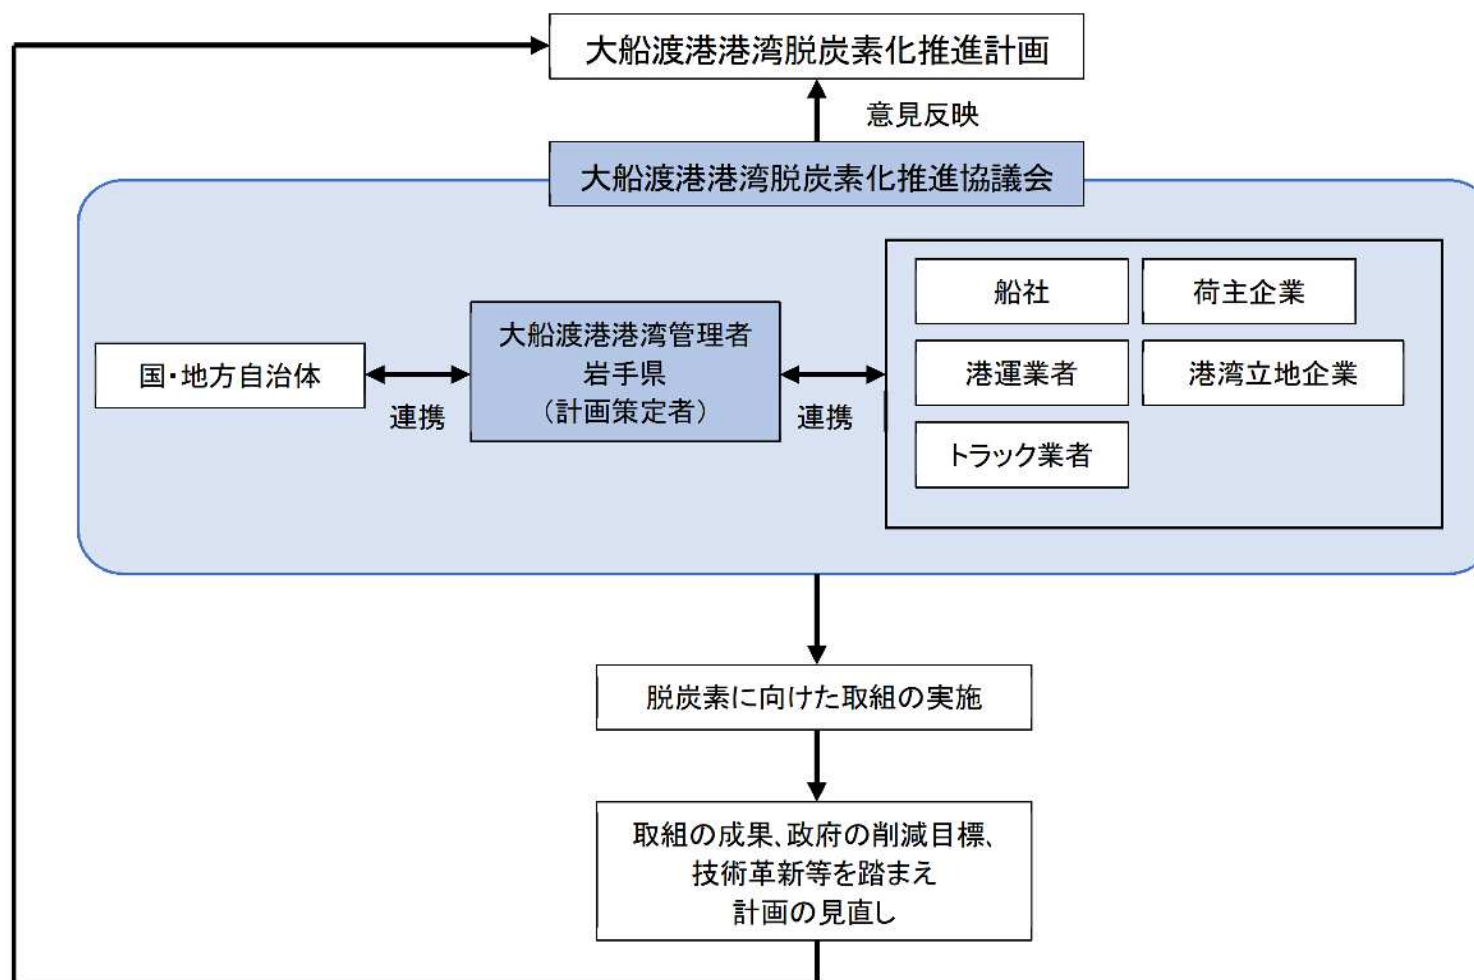 大船渡港港湾脱炭素化推進計画
意見反映
大船渡港港湾脱炭素化推進協議会
国・地方自治体
連携
大船渡港港湾管理者
岩手県
（計画策定者）
連携
船社
荷主企業
港運業者
港湾立地企業
トラック業者
脱炭素に向けた取組の実施
取組の成果、政府の削減目標、
技術革新等を踏まえ
計画の見直し